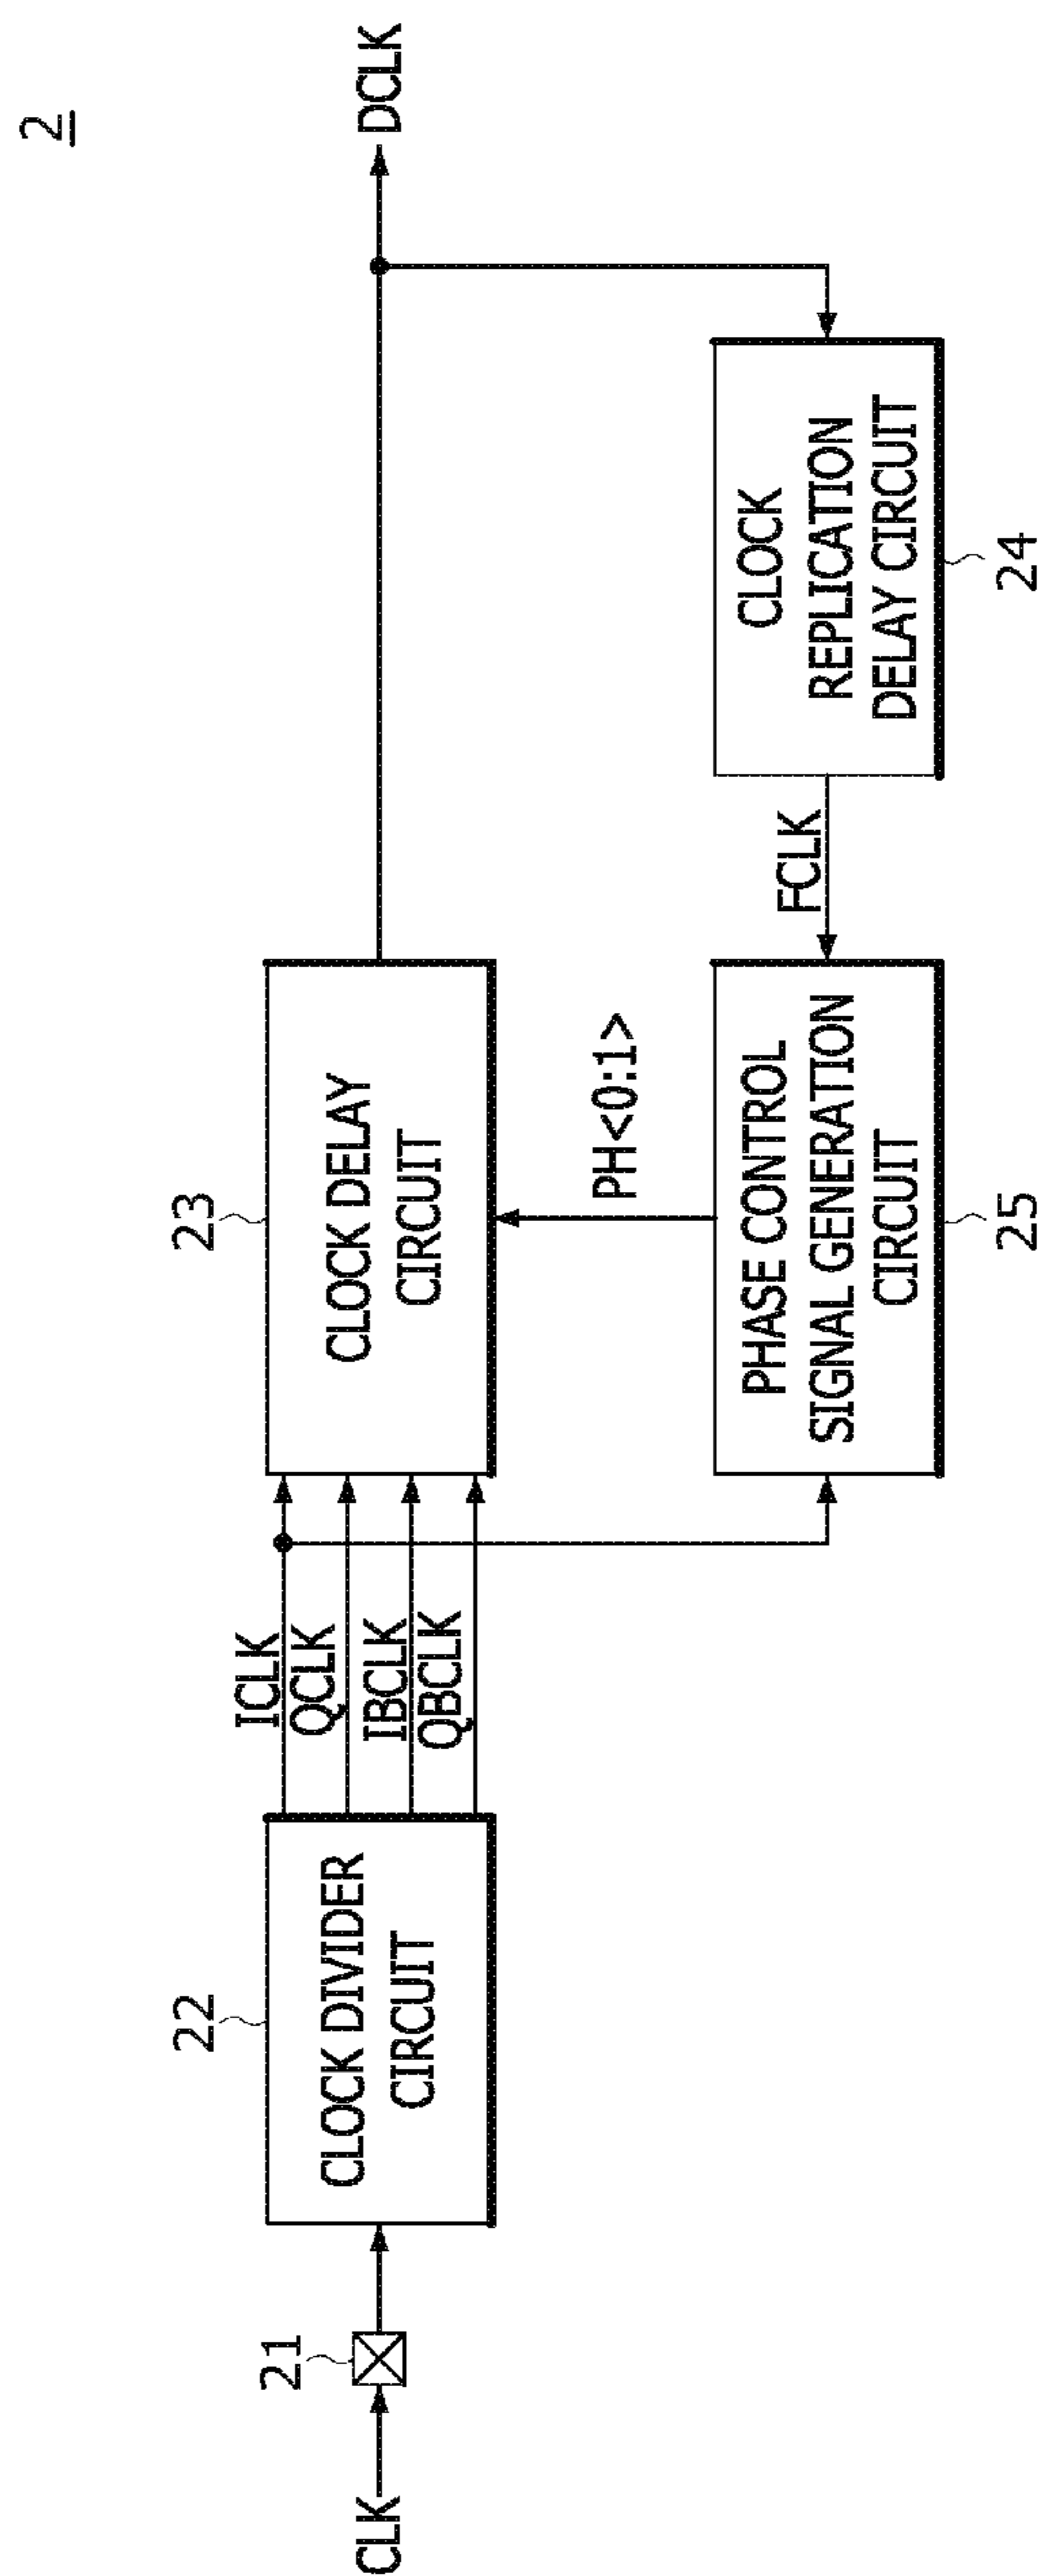 2
CLK
21
22
CLOCK DIVIDER
CIRCUIT
ICLK
QCLK
IBCLK
QBCLK
23
CLOCK DELAY
CIRCUIT
DCLK
PH<0:1>
PHASE CONTROL
SIGNAL GENERATION
CIRCUIT
25
FCLK
CLOCK
REPLICATION
DELAY CIRCUIT
24